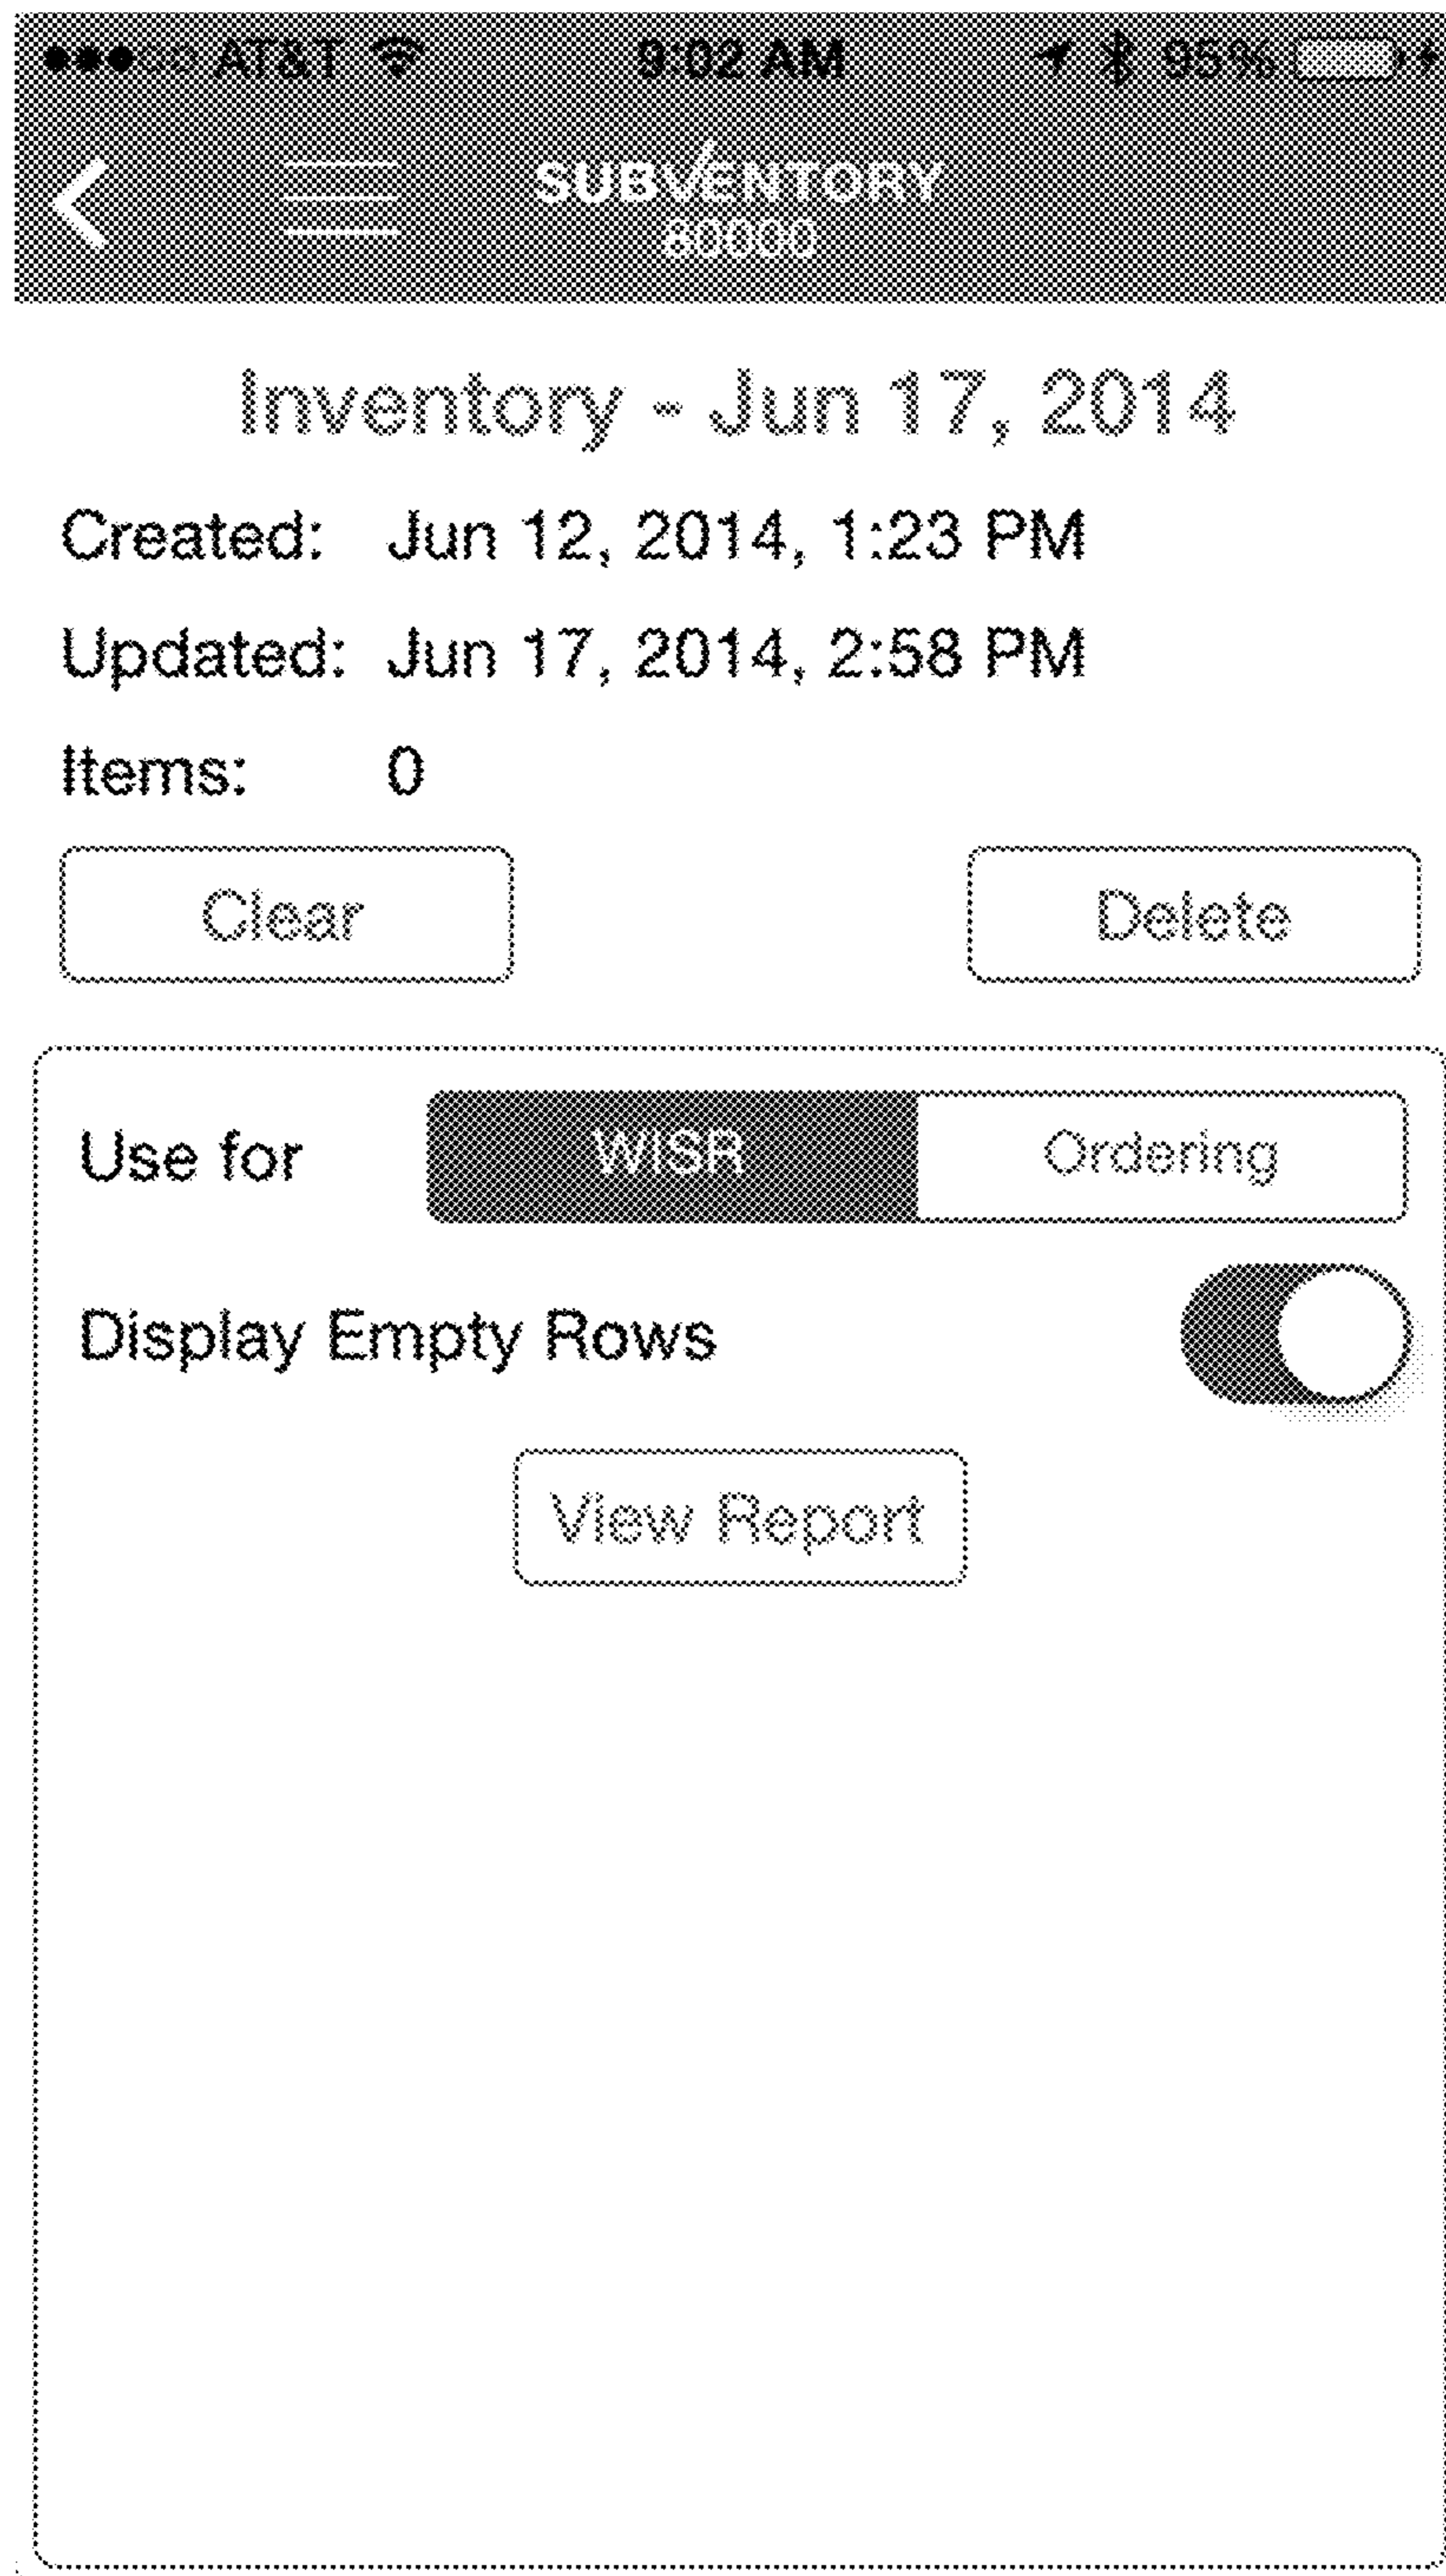 AT&T 9:02 AM 95%
SUBVENTORY
80000
Inventory - Jun 17, 2014
Created: Jun 12, 2014, 1:23 PM
Updated: Jun 17, 2014, 2:58 PM
Items: 0
Clear Delete
Use for WISR Ordering
Display Empty Rows
View Report